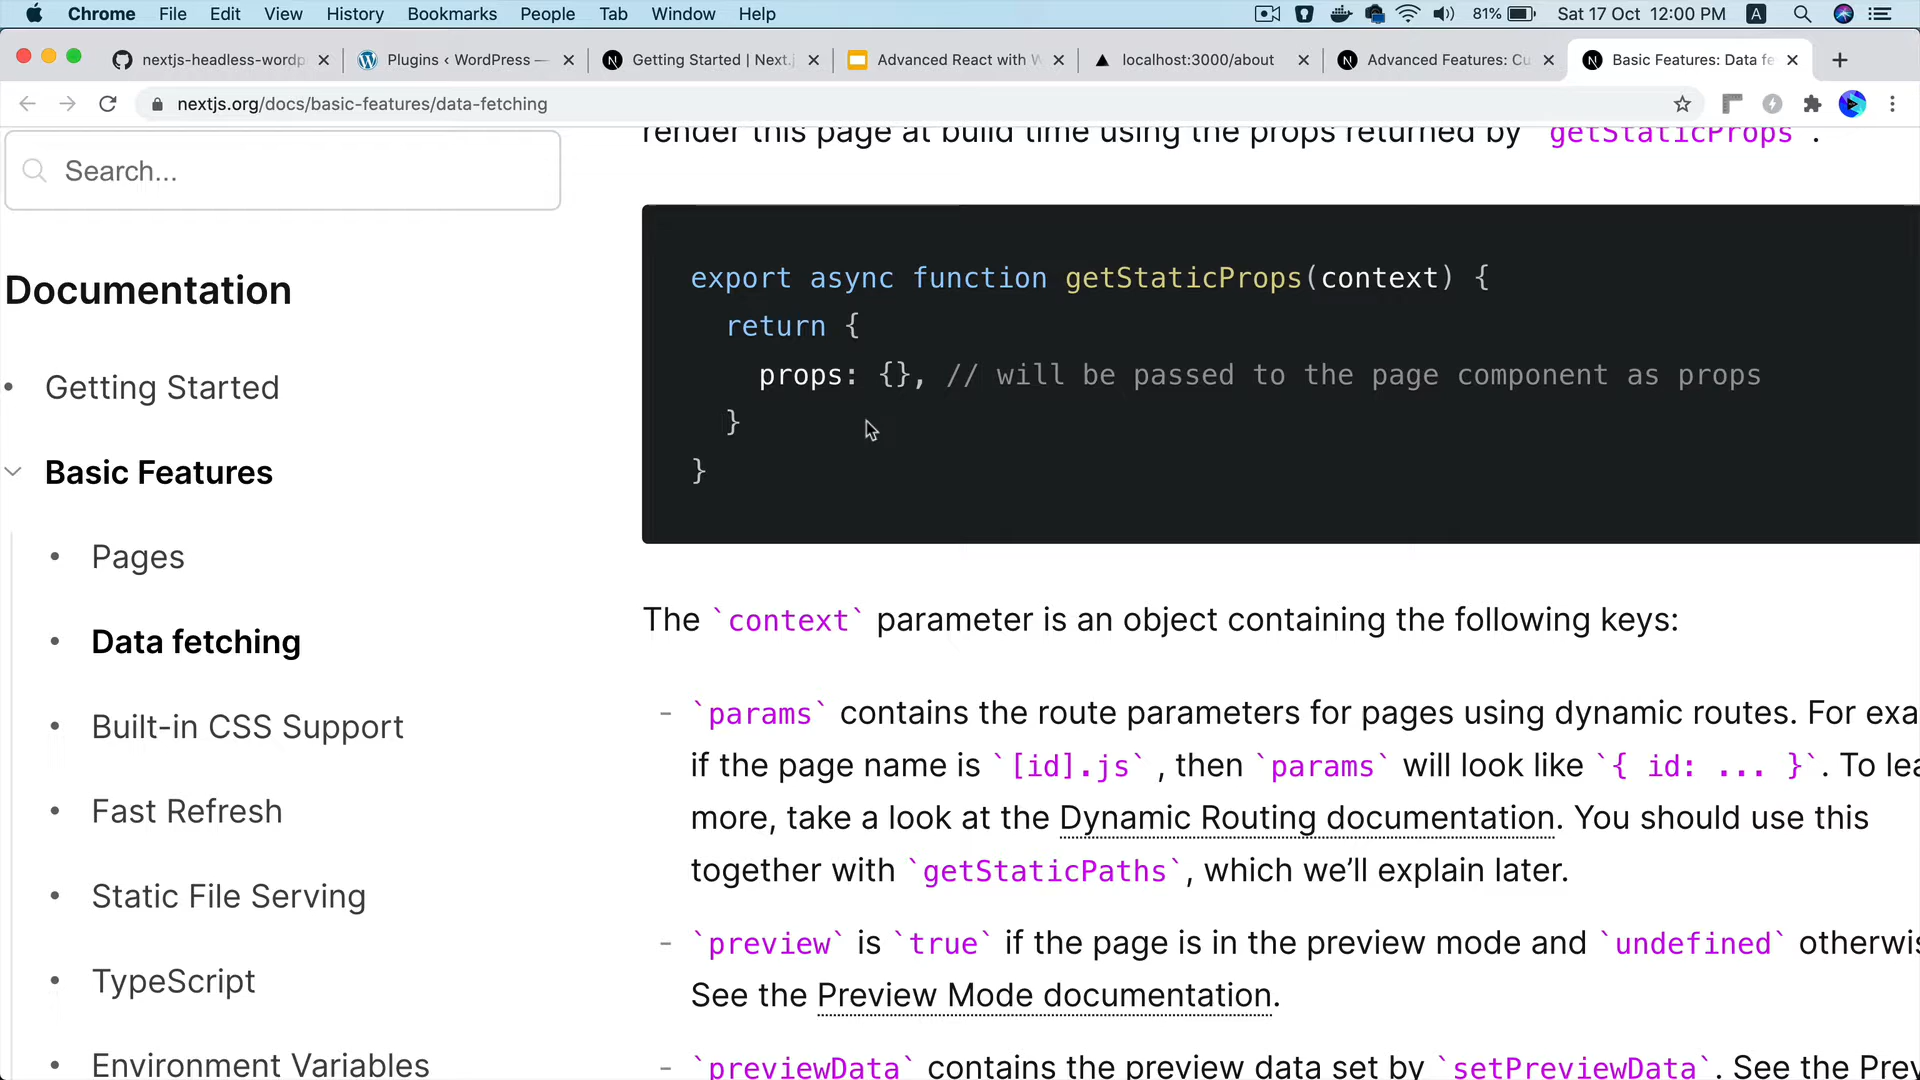 Chrome File Edit View History Bookmarks People Tab Window Help 81% Sat 17 Oct 12:00 PM A
nextjs-headless-wordp Plugins ‹ WordPress — Getting Started | Next.j Advanced React with W localhost:3000/about Advanced Features: Cu Basic Features: Data fe
nextjs.org/docs/basic-features/data-fetching
Search...
Documentation
Getting Started
Basic Features
Pages
Data fetching
Built-in CSS Support
Fast Refresh
Static File Serving
TypeScript
Environment Variables
render this page at build time using the props returned by `getStaticProps`.
export async function getStaticProps(context) {
return {
props: {}, // will be passed to the page component as props
}
}
The `context` parameter is an object containing the following keys:
- `params` contains the route parameters for pages using dynamic routes. For exa
if the page name is `[id].js` , then `params` will look like `{ id: ... }`. To lea
more, take a look at the Dynamic Routing documentation. You should use this
together with `getStaticPaths`, which we’ll explain later.
- `preview` is `true` if the page is in the preview mode and `undefined` otherwis
See the Preview Mode documentation.
- `previewData` contains the preview data set by `setPreviewData`. See the Prev